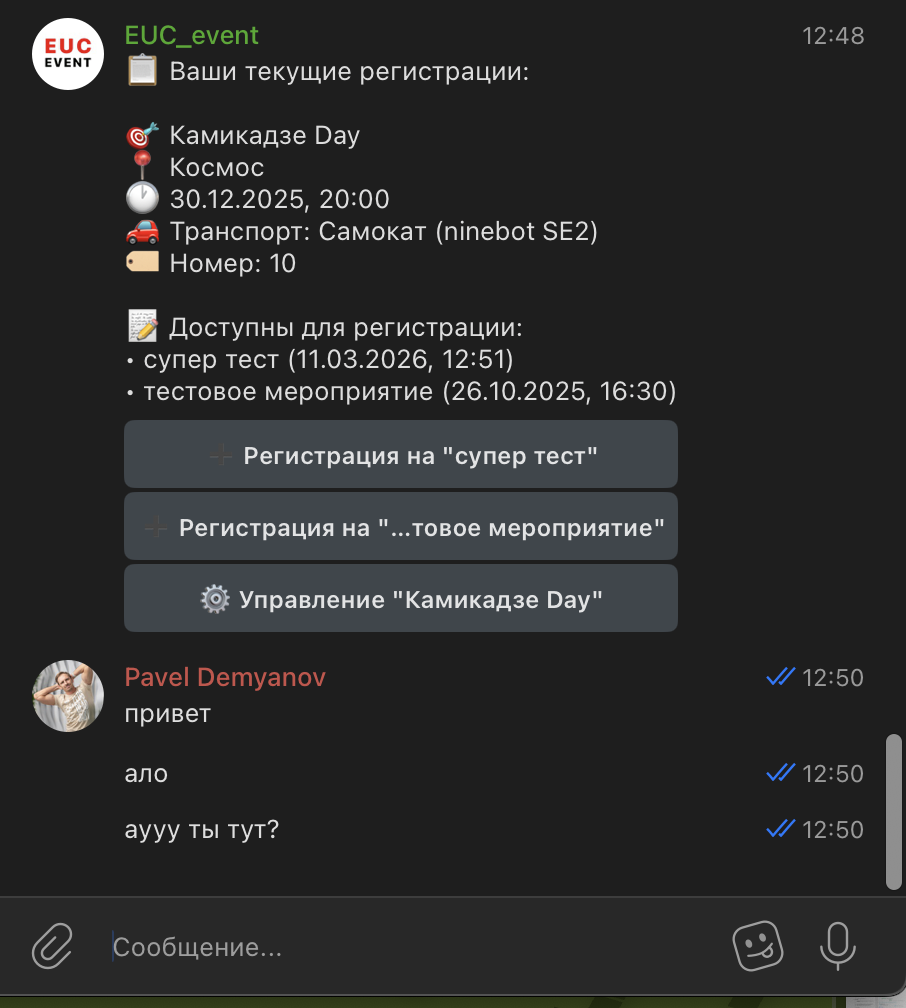 EUC
EVENT
EUC_event 12:48
📋 Ваши текущие регистрации:
🎯 Камикадзе Day
📍 Космос
🕐 30.12.2025, 20:00
🚗 Транспорт: Самокат (ninebot SE2)
🏷 Номер: 10
📝 Доступны для регистрации:
• супер тест (11.03.2026, 12:51)
• тестовое мероприятие (26.10.2025, 16:30)
➕ Регистрация на "супер тест"
➕ Регистрация на "...товое мероприятие"
⚙️ Управление "Камикадзе Day"
Pavel Demyanov 12:50
привет
ало 12:50
аууу ты тут? 12:50
Сообщение...